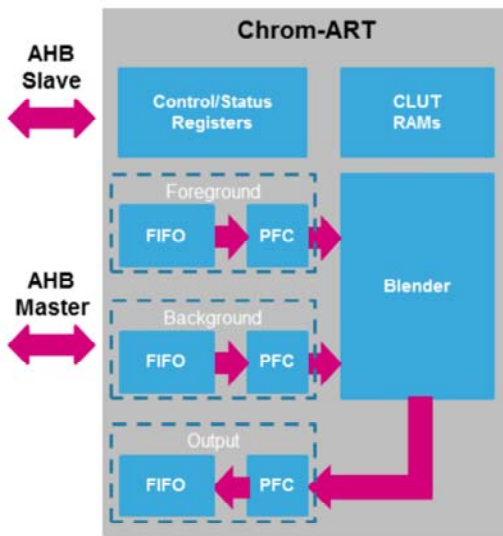 Chrom-ART
AHB
Slave
Control/Status
Registers
CLUT
RAMs
Foreground
FIFO
PFC
Blender
AHB
Master
Background
FIFO
PFC
Output
FIFO
PFC